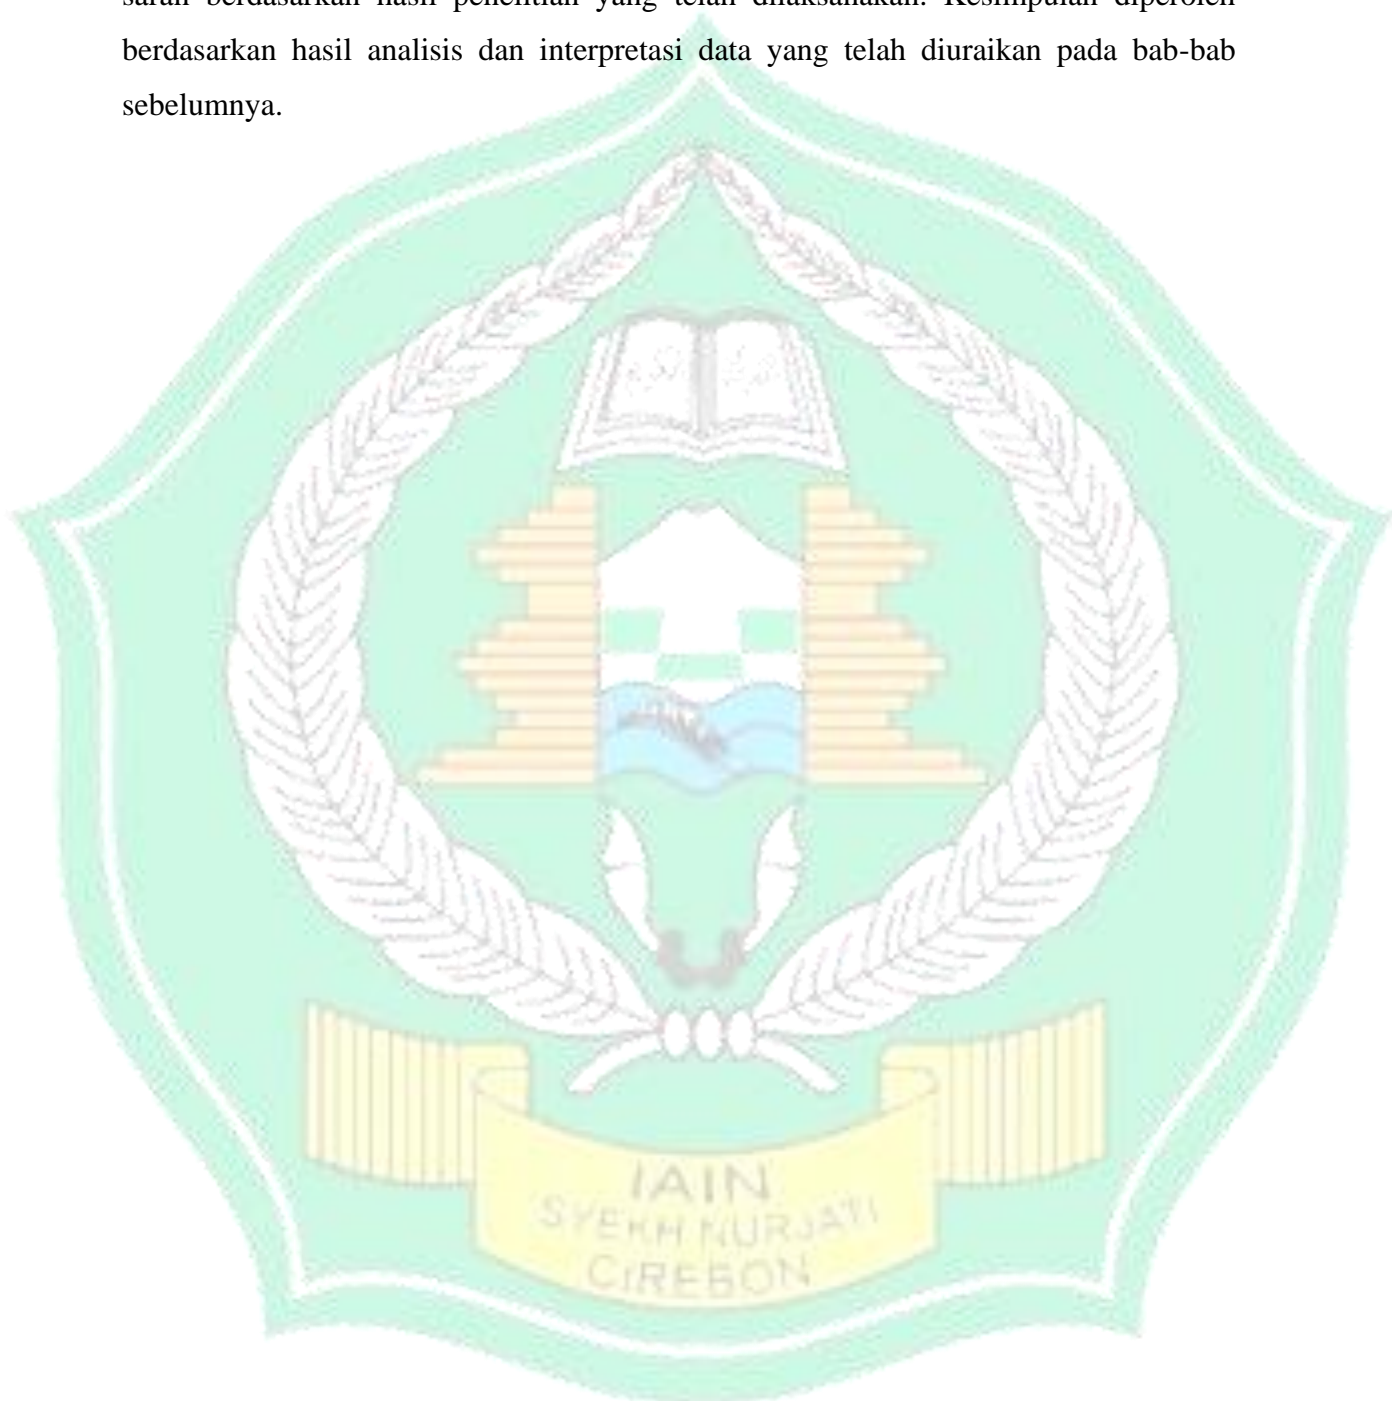 saran berdasarkan hasil penelitian yang telah dilaksanakan. Kesimpulan diperoleh
berdasarkan hasil analisis dan interpretasi data yang telah diuraikan pada bab-bab
sebelumnya.
IAIN
SYEKH NURJATI
CIREBON